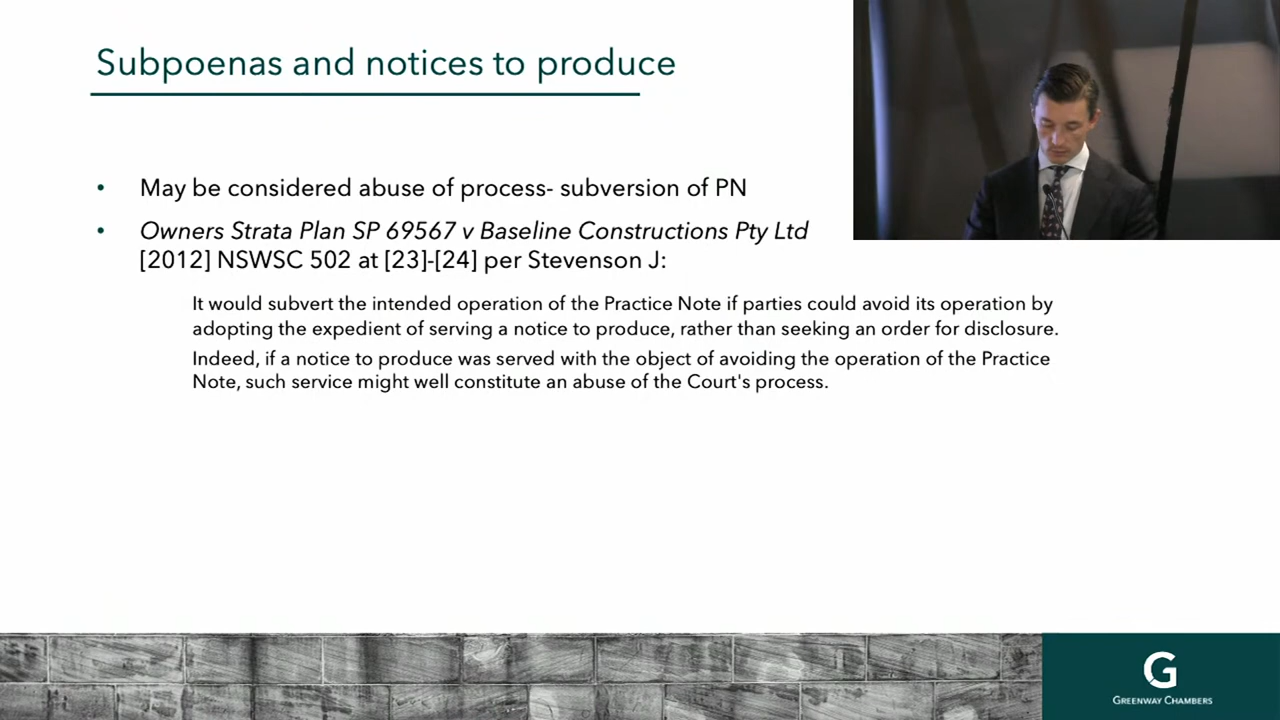 Subpoenas and notices to produce
• May be considered abuse of process- subversion of PN
• Owners Strata Plan SP 69567 v Baseline Constructions Pty Ltd
[2012] NSWSC 502 at [23]-[24] per Stevenson J:
It would subvert the intended operation of the Practice Note if parties could avoid its operation by
adopting the expedient of serving a notice to produce, rather than seeking an order for disclosure.
Indeed, if a notice to produce was served with the object of avoiding the operation of the Practice
Note, such service might well constitute an abuse of the Court's process.
G
GREENWAY CHAMBERS